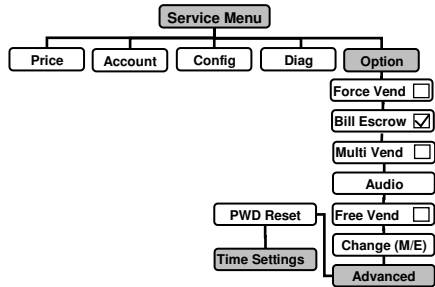 Service Menu
Price
Account
Config
Diag
Option
Force Vend
Bill Escrow
Multi Vend
Audio
Free Vend
Change (M/E)
Advanced
PWD Reset
Time Settings